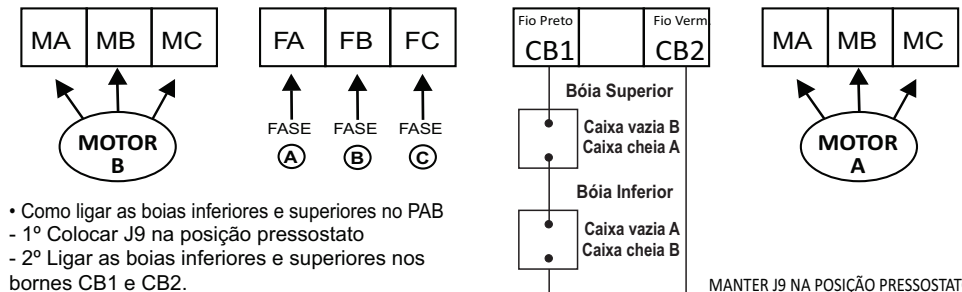 MA MB MC
MOTOR
B
FA FB FC
FASE FASE FASE
A B C
• Como ligar as boias inferiores e superiores no PAB
- 1º Colocar J9 na posição pressostato
- 2º Ligar as boias inferiores e superiores nos
bornes CB1 e CB2.
Fio Preto Fio Verm.
CB1 CB2
Bóia Superior
Caixa vazia B
Caixa cheia A
Bóia Inferior
Caixa vazia A
Caixa cheia B
MA MB MC
MOTOR
A
MANTER J9 NA POSIÇÃO PRESSOSTAT